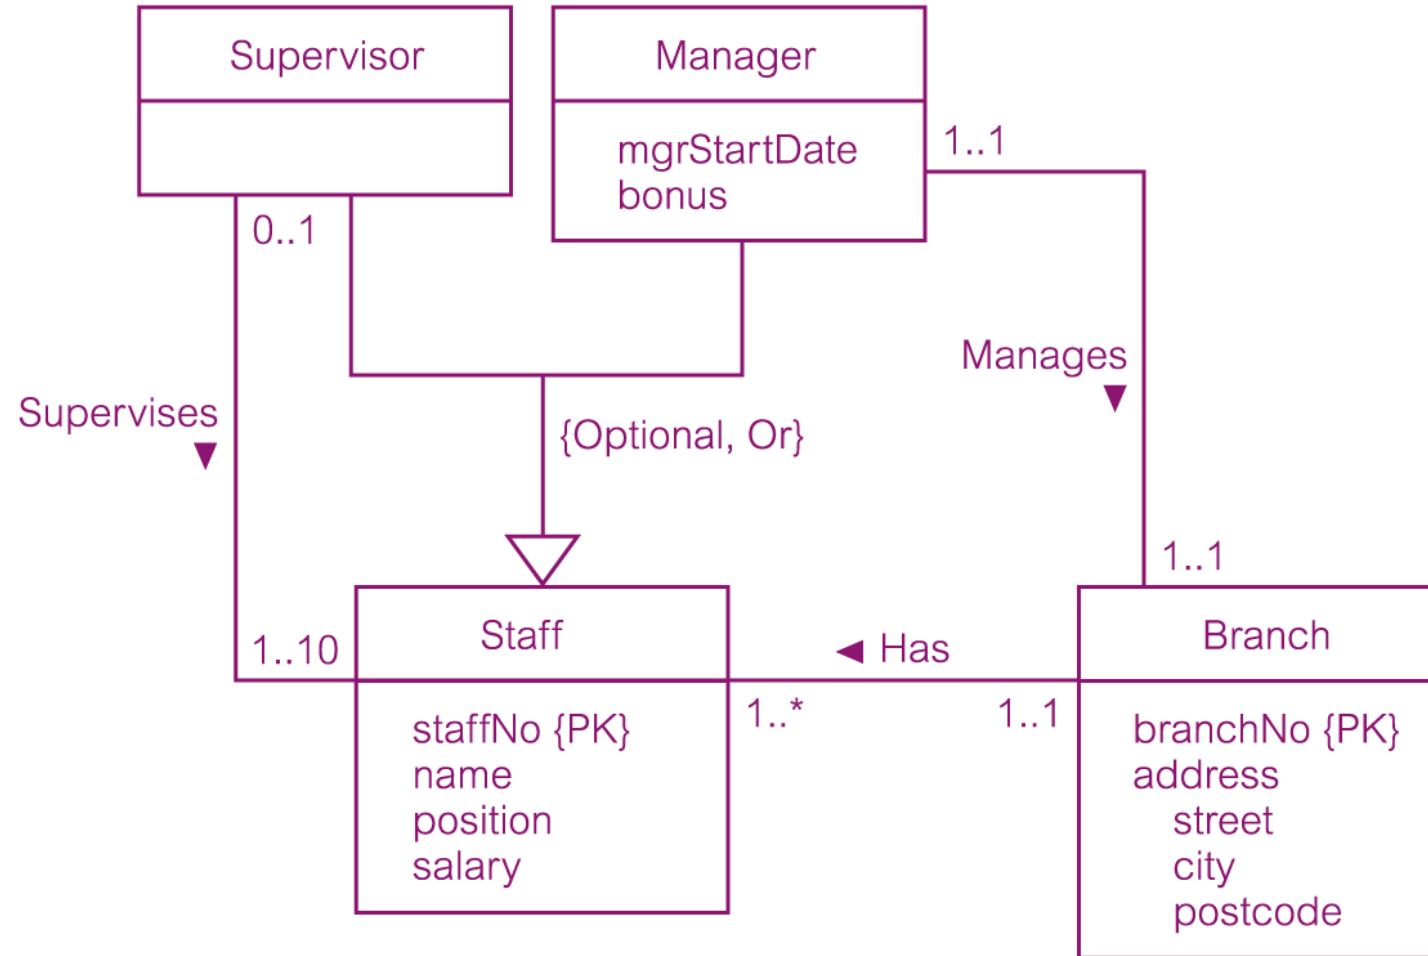 Supervisor
Manager
mgrStartDate
bonus
1..1
0..1
Manages
▼
Supervises
▼
{Optional, Or}
1..1
1..10
Staff
◀ Has
Branch
1..*
1..1
staffNo {PK}
name
position
salary
branchNo {PK}
address
street
city
postcode